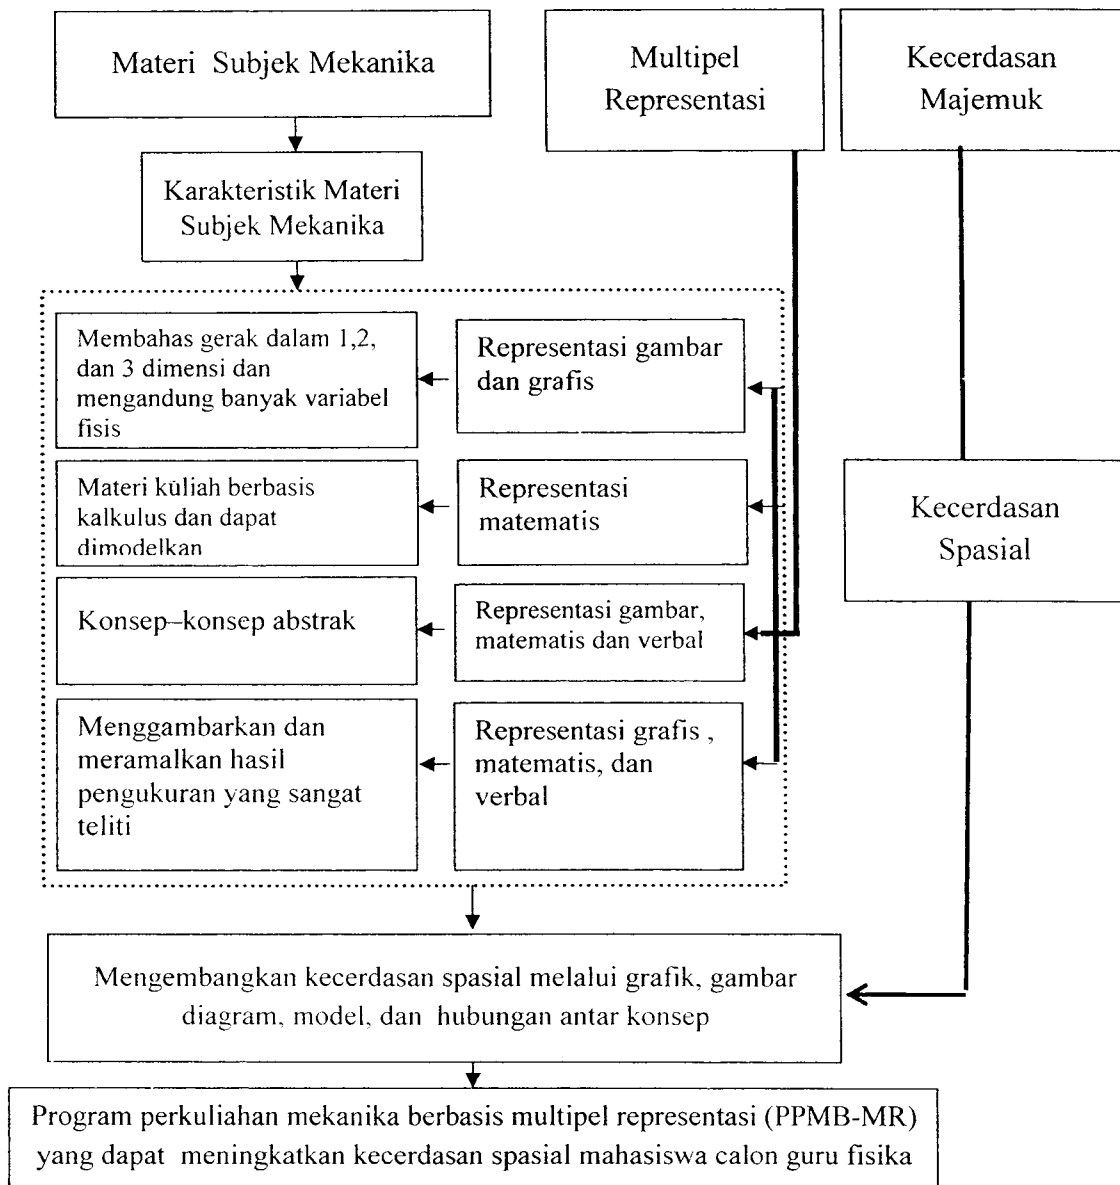 Materi Subjek Mekanika
Multipel
Representasi
Kecerdasan
Majemuk
Karakteristik Materi
Subjek Mekanika
Membahas gerak dalam 1,2,
dan 3 dimensi dan
mengandung banyak variabel
fisis
Representasi gambar
dan grafis
Materi kuliah berbasis
kalkulus dan dapat
dimodelkan
Representasi
matematis
Kecerdasan
Spasial
Konsep–konsep abstrak
Representasi gambar,
matematis dan verbal
Menggambarkan dan
meramalkan hasil
pengukuran yang sangat
teliti
Representasi grafis ,
matematis, dan
verbal
Mengembangkan kecerdasan spasial melalui grafik, gambar
diagram, model, dan hubungan antar konsep
Program perkuliahan mekanika berbasis multipel representasi (PPMB-MR)
yang dapat meningkatkan kecerdasan spasial mahasiswa calon guru fisika